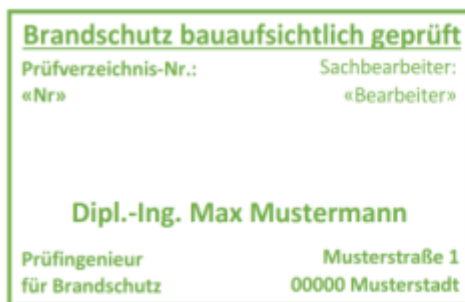 Brandschutz bauaufsichtlich geprüft
Prüfverzeichnis-Nr.: Sachbearbeiter:
«Nr» «Bearbeiter»
Dipl.-Ing. Max Mustermann
Prüfingenieur Musterstraße 1
für Brandschutz 00000 Musterstadt